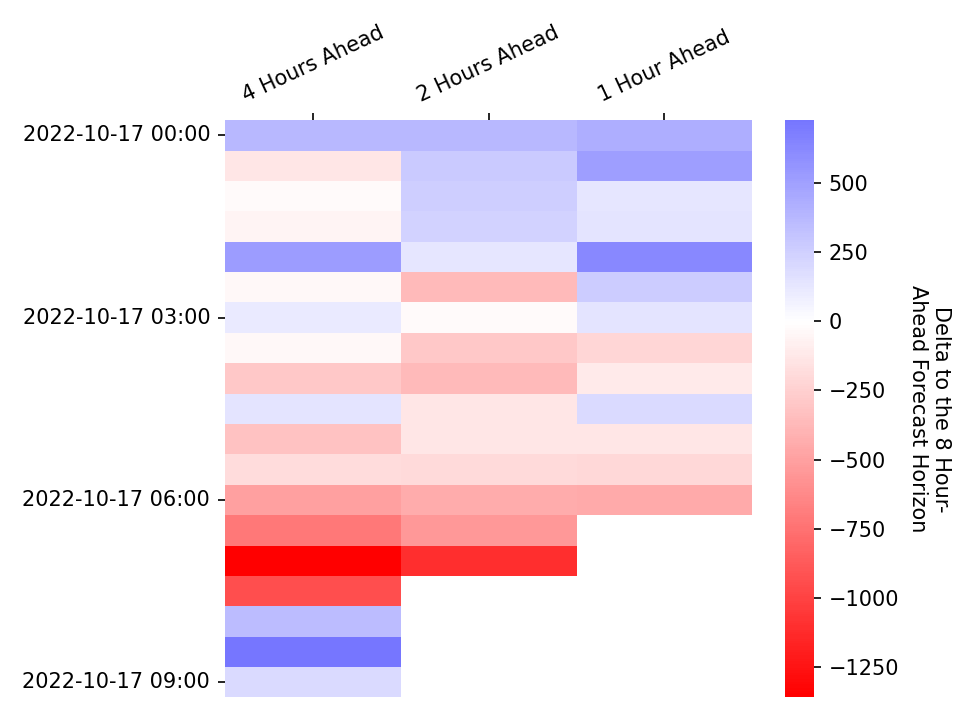 4 Hours Ahead
2 Hours Ahead
1 Hour Ahead
2022-10-17 00:00
2022-10-17 03:00
2022-10-17 06:00
2022-10-17 09:00
500
250
0
−250
−500
−750
−1000
−1250
Delta to the 8 Hour-
Ahead Forecast Horizon